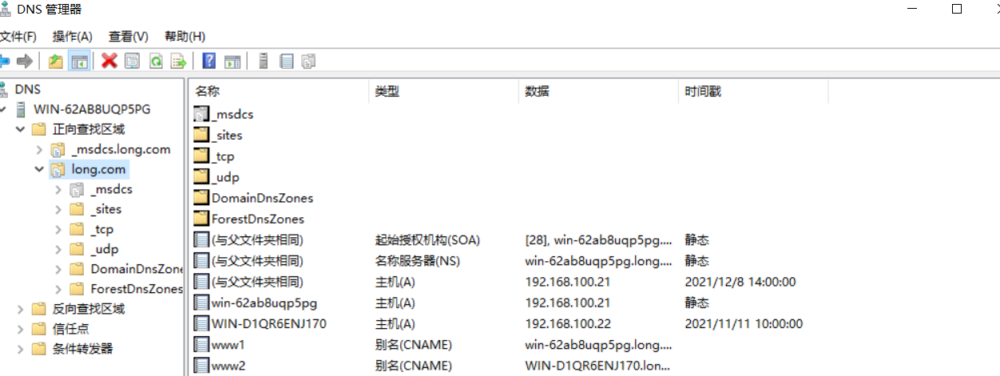 DNS 管理器
文件(F) 操作(A) 查看(V) 帮助(H)
DNS
WIN-62AB8UQP5PG
正向查找区域
_msdcs.long.com
long.com
_msdcs
_sites
_tcp
_udp
DomainDnsZone
ForestDnsZones
反向查找区域
信任点
条件转发器
名称 类型 数据 时间戳
_msdcs
_sites
_tcp
_udp
DomainDnsZones
ForestDnsZones
(与父文件夹相同) 起始授权机构(SOA) [28], win-62ab8uqp5pg.... 静态
(与父文件夹相同) 名称服务器(NS) win-62ab8uqp5pg.long.... 静态
(与父文件夹相同) 主机(A) 192.168.100.21 2021/12/8 14:00:00
win-62ab8uqp5pg 主机(A) 192.168.100.21 静态
WIN-D1QR6ENJ170 主机(A) 192.168.100.22 2021/11/11 10:00:00
www1 别名(CNAME) win-62ab8uqp5pg.long....
www2 别名(CNAME) WIN-D1QR6ENJ170.lon...